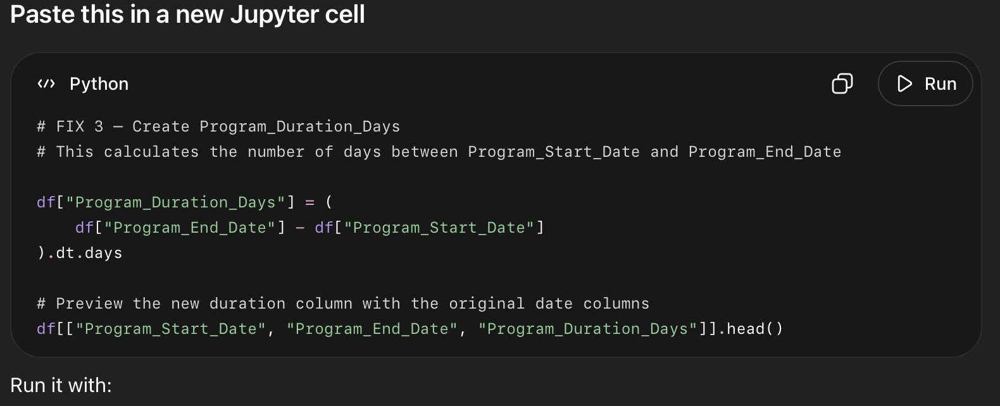 Paste this in a new Jupyter cell
Python
Run
# FIX 3 — Create Program_Duration_Days
# This calculates the number of days between Program_Start_Date and Program_End_Date
df["Program_Duration_Days"] = (
    df["Program_End_Date"] - df["Program_Start_Date"]
).dt.days
# Preview the new duration column with the original date columns
df[["Program_Start_Date", "Program_End_Date", "Program_Duration_Days"]].head()
Run it with: